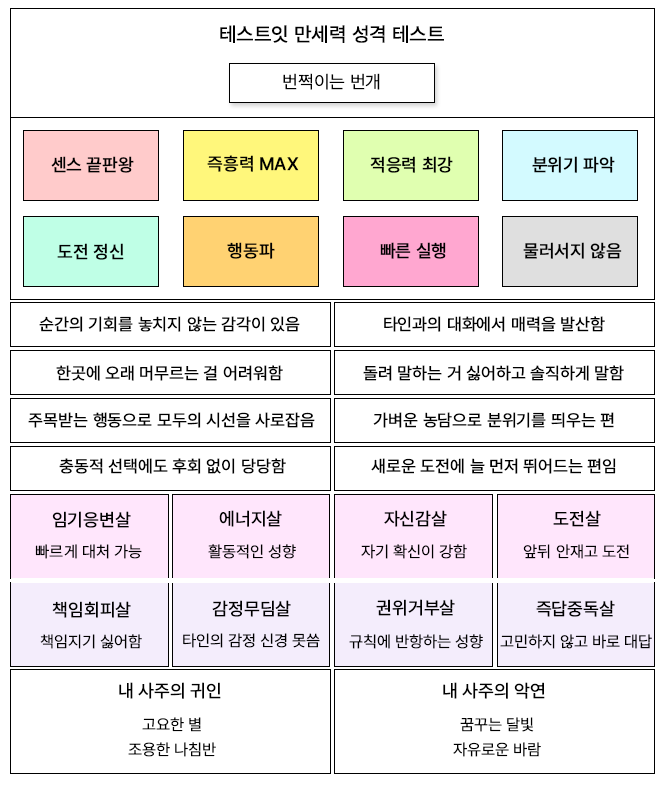 테스트잇 만세력 성격 테스트
번쩍이는 번개
센스 끝판왕
즉흥력 MAX
적응력 최강
분위기 파악
도전 정신
행동파
빠른 실행
물러서지 않음
순간의 기회를 놓치지 않는 감각이 있음
타인과의 대화에서 매력을 발산함
한곳에 오래 머무르는 걸 어려워함
돌려 말하는 거 싫어하고 솔직하게 말함
주목받는 행동으로 모두의 시선을 사로잡음
가벼운 농담으로 분위기를 띄우는 편
충동적 선택에도 후회 없이 당당함
새로운 도전에 늘 먼저 뛰어드는 편임
임기응변살
빠르게 대처 가능
에너지살
활동적인 성향
자신감살
자기 확신이 강함
도전살
앞뒤 안재고 도전
책임회피살
책임지기 싫어함
감정무딤살
타인의 감정 신경 못씀
권위거부살
규칙에 반항하는 성향
즉답중독살
고민하지 않고 바로 대답
내 사주의 귀인
고요한 별
조용한 나침반
내 사주의 악연
꿈꾸는 달빛
자유로운 바람